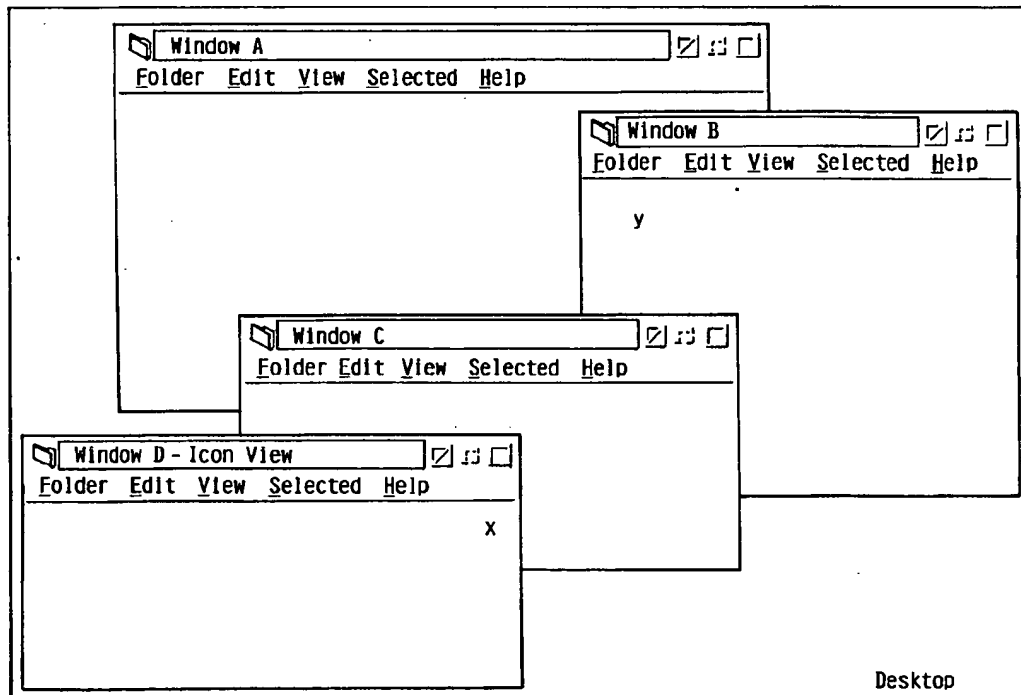 Window A
Folder Edit View Selected Help
Window B
Folder Edit View Selected Help
y
Window C
Folder Edit View Selected Help
Window D - Icon View
Folder Edit View Selected Help
X
Desktop